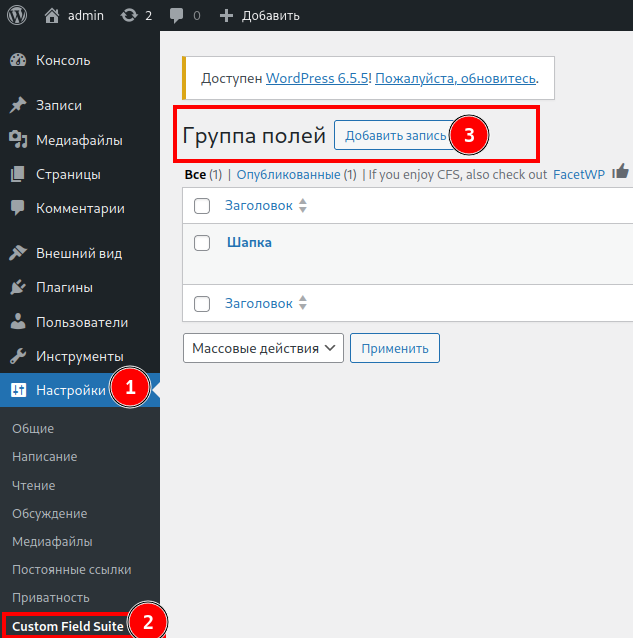 admin 2 0 + Добавить
Консоль
Записи
Медиафайлы
Страницы
Комментарии
Внешний вид
Плагины
Пользователи
Инструменты
Настройки 1
Общие
Написание
Чтение
Обсуждение
Медиафайлы
Постоянные ссылки
Приватность
Custom Field Suite 2
Доступен WordPress 6.5.5! Пожалуйста, обновитесь.
Группа полей Добавить запись 3
Все (1) | Опубликованные (1) | If you enjoy CFS, also check out FacetWP
Заголовок
Шапка
Заголовок
Массовые действия Применить